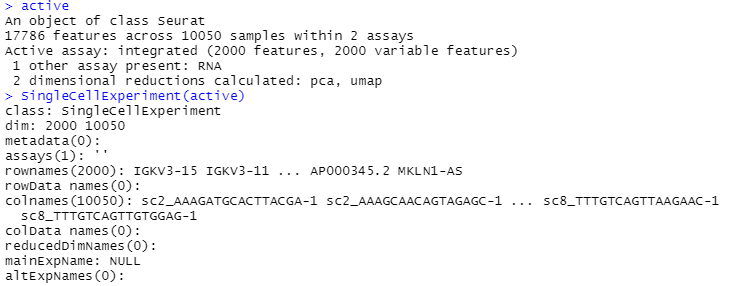 > active
An object of class Seurat
17786 features across 10050 samples within 2 assays
Active assay: integrated (2000 features, 2000 variable features)
 1 other assay present: RNA
 2 dimensional reductions calculated: pca, umap
> SingleCellExperiment(active)
class: SingleCellExperiment
dim: 2000 10050
metadata(0):
assays(1): ''
rownames(2000): IGKV3-15 IGKV3-11 ... AP000345.2 MKLN1-AS
rowData names(0):
colnames(10050): sc2_AAAGATGCACTTACGA-1 sc2_AAAGCAACAGTAGAGC-1 ... sc8_TTTGTCAGTTAAGAAC-1
  sc8_TTTGTCAGTTGTGGAG-1
colData names(0):
reducedDimNames(0):
mainExpName: NULL
altExpNames(0):